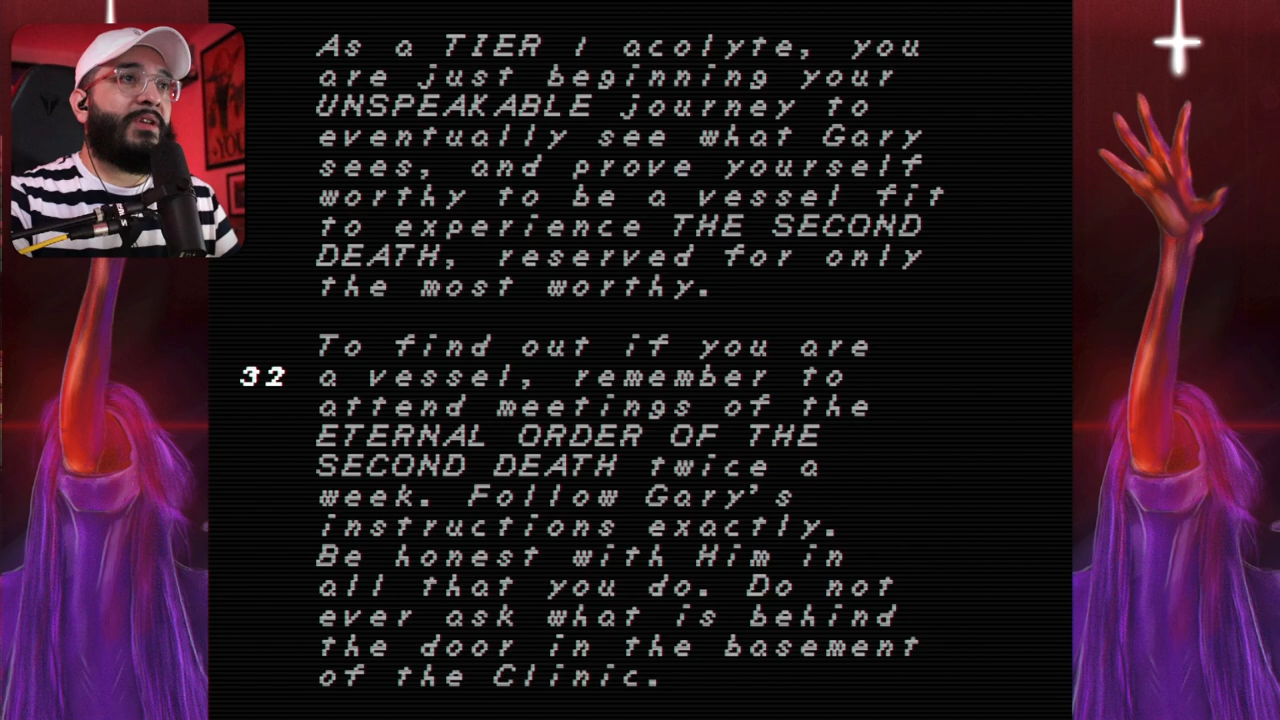 As a TIER 1 acolyte, you
are just beginning your
UNSPEAKABLE journey to
eventually see what Gary
sees, and prove yourself
worthy to be a vessel fit
to experience THE SECOND
DEATH, reserved for only
the most worthy.
To find out if you are
32 a vessel, remember to
attend meetings of the
ETERNAL ORDER OF THE
SECOND DEATH twice a
week. Follow Gary's
instructions exactly.
Be honest with Him in
all that you do. Do not
ever ask what is behind
the door in the basement
of the Clinic.